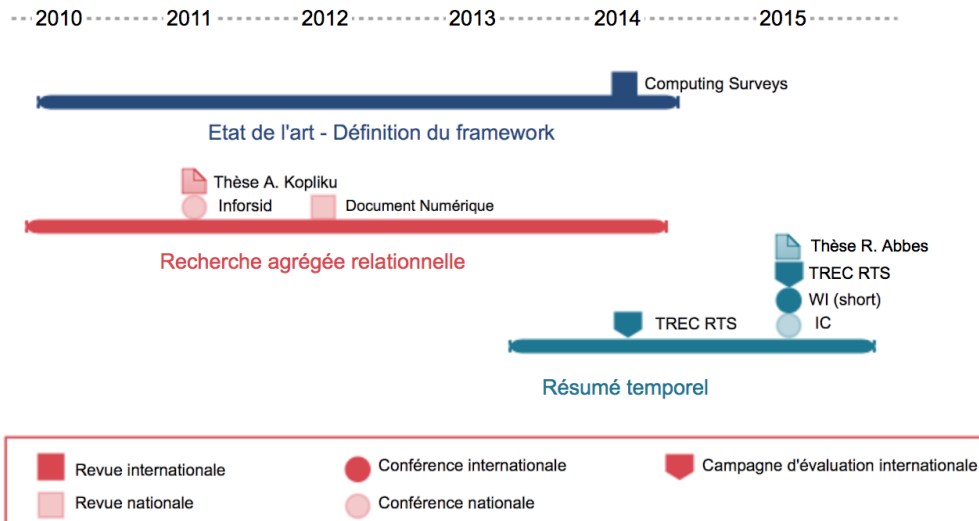 2010 2011 2012 2013 2014 2015
Computing Surveys
Etat de l'art - Définition du framework
Thèse A. Kopliku
Inforsid Document Numérique
Recherche agrégée relationnelle
Thèse R. Abbes
TREC RTS
WI (short)
TREC RTS IC
Résumé temporel
Revue internationale Conférence internationale Campagne d'évaluation internationale
Revue nationale Conférence nationale